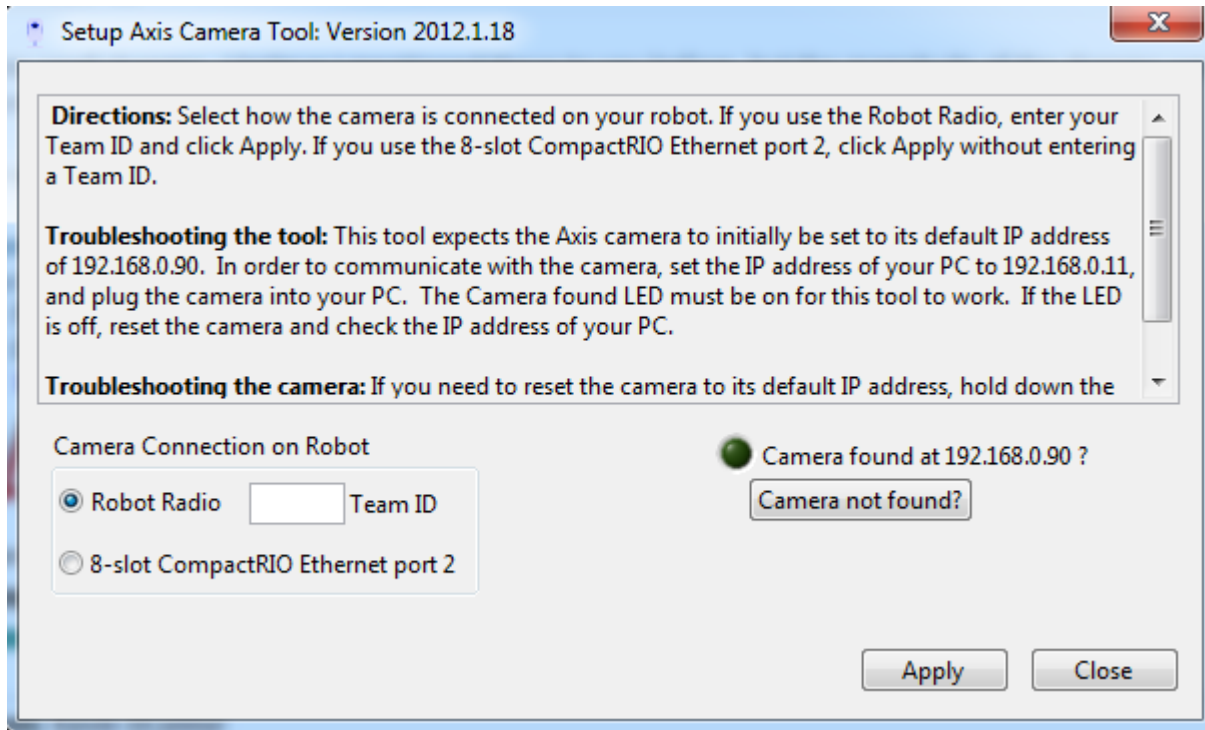 Setup Axis Camera Tool: Version 2012.1.18
Directions: Select how the camera is connected on your robot. If you use the Robot Radio, enter your
Team ID and click Apply. If you use the 8-slot CompactRIO Ethernet port 2, click Apply without entering
a Team ID.
Troubleshooting the tool: This tool expects the Axis camera to initially be set to its default IP address
of 192.168.0.90.  In order to communicate with the camera, set the IP address of your PC to 192.168.0.11,
and plug the camera into your PC.  The Camera found LED must be on for this tool to work.  If the LED
is off, reset the camera and check the IP address of your PC.
Troubleshooting the camera: If you need to reset the camera to its default IP address, hold down the
Camera Connection on Robot
Robot Radio
Team ID
8-slot CompactRIO Ethernet port 2
Camera found at 192.168.0.90 ?
Camera not found?
Apply
Close